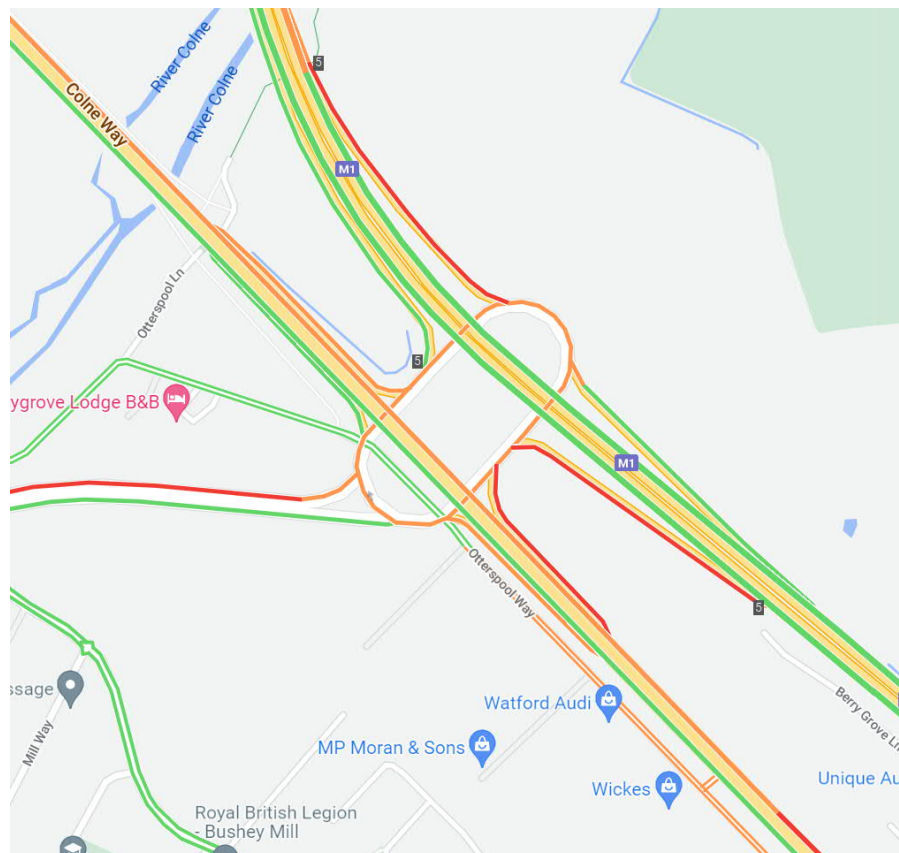 River Colne
5
Colne Way
River Colne
M1
Otterspool Ln
5
ygrove Lodge B&B
M1
Otterspool Way
5
ssage
Watford Audi
Berry Grove Ln
Mill Way
MP Moran & Sons
Wickes
Unique Au
Royal British Legion
- Bushey Mill